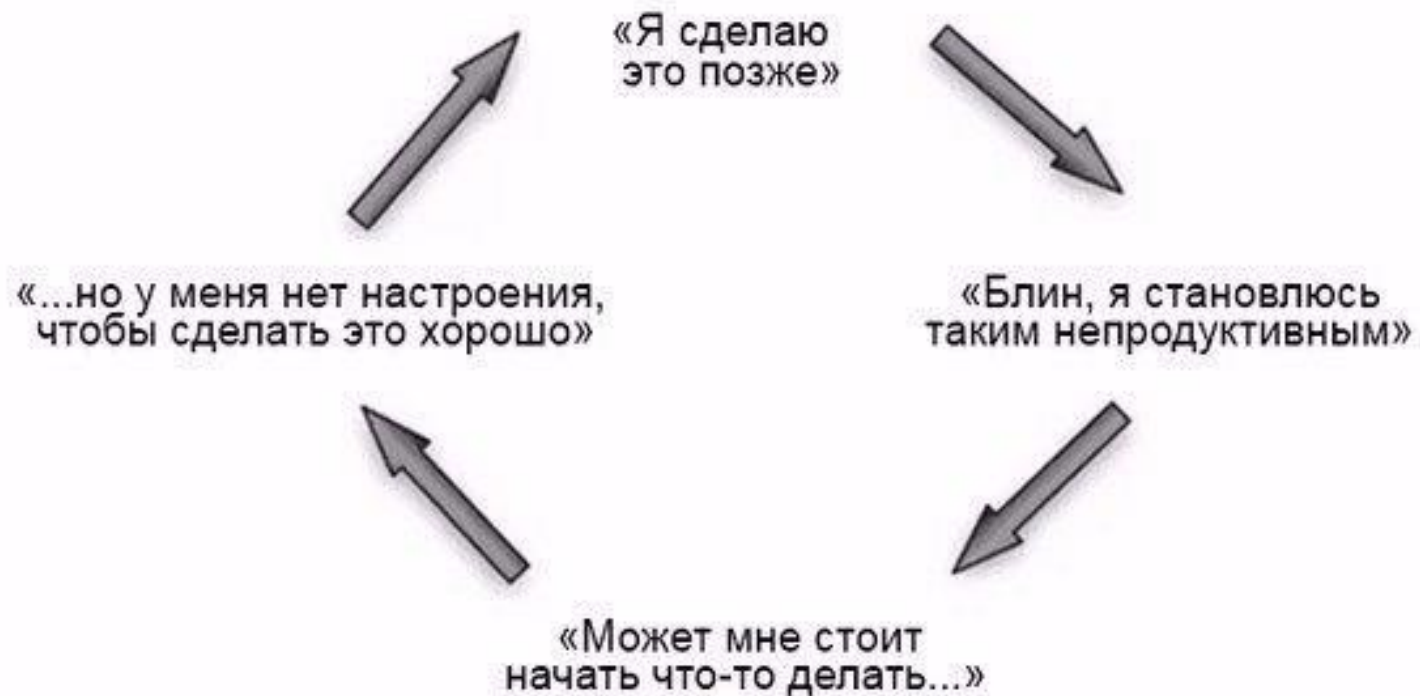 «Я сделаю
это позже»
«Блин, я становлюсь
таким непродуктивным»
«Может мне стоит
начать что-то делать...»
«...но у меня нет настроения,
чтобы сделать это хорошо»